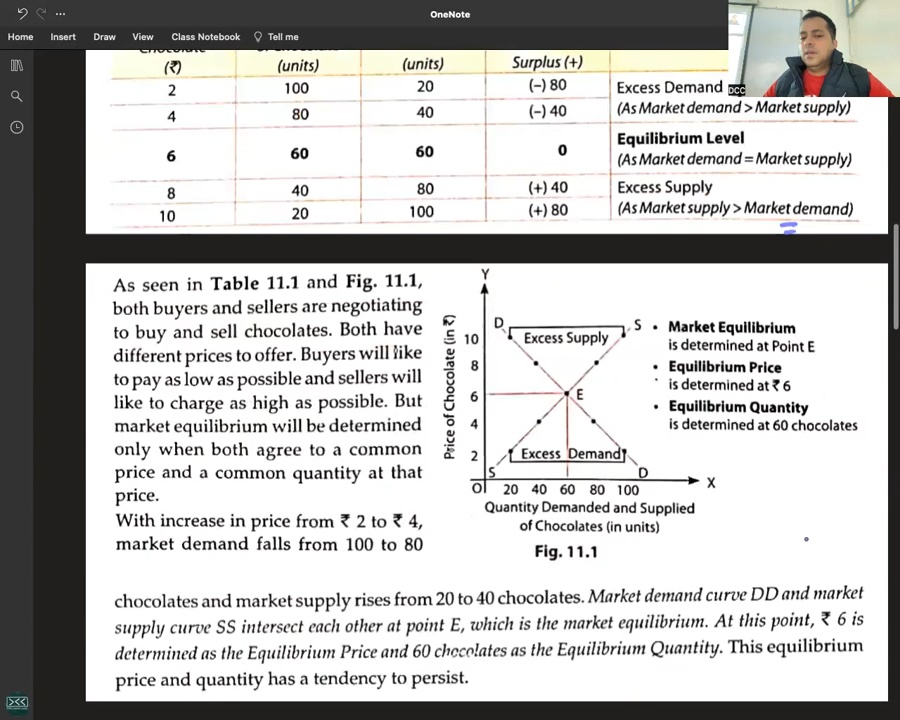 OneNote
Home Insert Draw View Class Notebook Tell me
DCC
Chocolate
(₹) (units) (units) Surplus (+)
2 100 20 (–) 80 Excess Demand
4 80 40 (–) 40 (As Market demand > Market supply)
6 60 60 0 Equilibrium Level
(As Market demand = Market supply)
8 40 80 (+) 40 Excess Supply
10 20 100 (+) 80 (As Market supply > Market demand)
As seen in Table 11.1 and Fig. 11.1,
both buyers and sellers are negotiating
to buy and sell chocolates. Both have
different prices to offer. Buyers will like
to pay as low as possible and sellers will
like to charge as high as possible. But
market equilibrium will be determined
only when both agree to a common
price and a common quantity at that
price.
With increase in price from ₹ 2 to ₹ 4,
market demand falls from 100 to 80
Y
Price of Chocolate (in ₹)
D S
10 Excess Supply
8
6 E
4
2 Excess Demand
S D
O 20 40 60 80 100 X
Quantity Demanded and Supplied
of Chocolates (in units)
Fig. 11.1
• Market Equilibrium
is determined at Point E
• Equilibrium Price
is determined at ₹ 6
• Equilibrium Quantity
is determined at 60 chocolates
chocolates and market supply rises from 20 to 40 chocolates. Market demand curve DD and market
supply curve SS intersect each other at point E, which is the market equilibrium. At this point, ₹ 6 is
determined as the Equilibrium Price and 60 chocolates as the Equilibrium Quantity. This equilibrium
price and quantity has a tendency to persist.